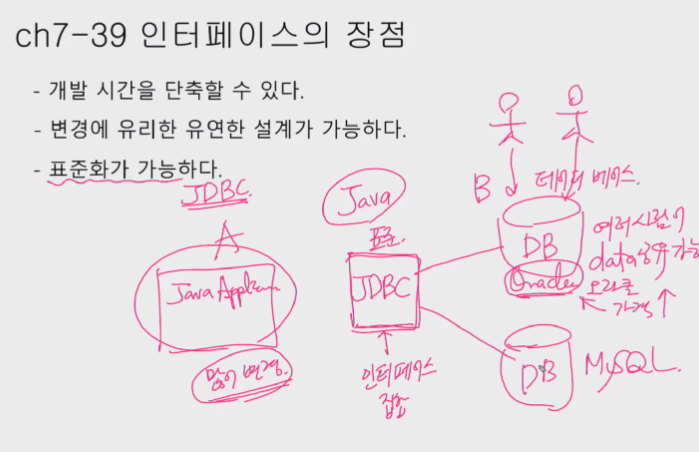 ch7-39 인터페이스의 장점
- 개발 시간을 단축할 수 있다.
- 변경에 유리한 유연한 설계가 가능하다.
- 표준화가 가능하다.
JDBC.
Java
표준.
B
데이터 베이스.
A
DB
여러사람이
data공유 가능
Java
JDBC
Oracle
오라클
가격
많이 변경.
인터페이스
집합
DB
MySQL.